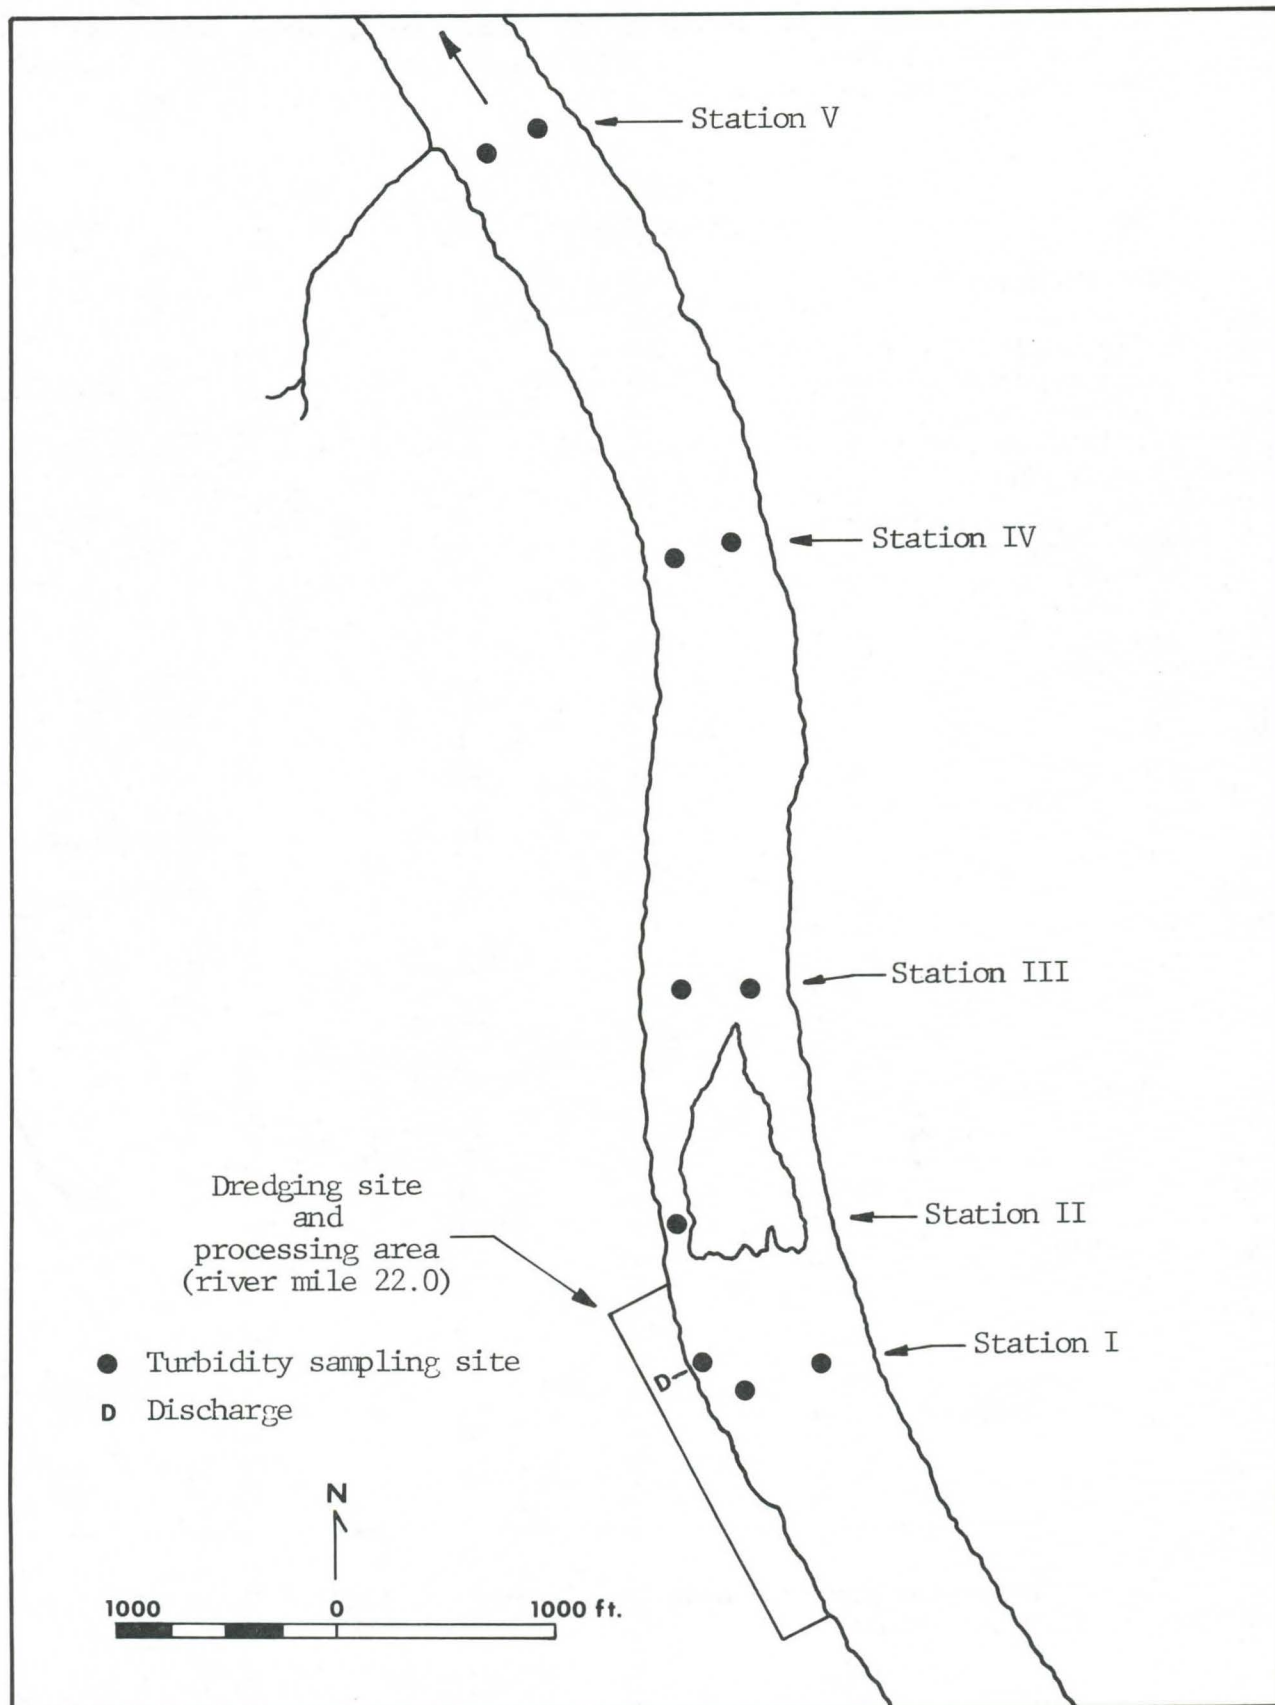 Station V
Station IV
Station III
Dredging site
and
processing area
(river mile 22.0)
Station II
Station I
● Turbidity sampling site
D Discharge
D
N
1000 0 1000 ft.